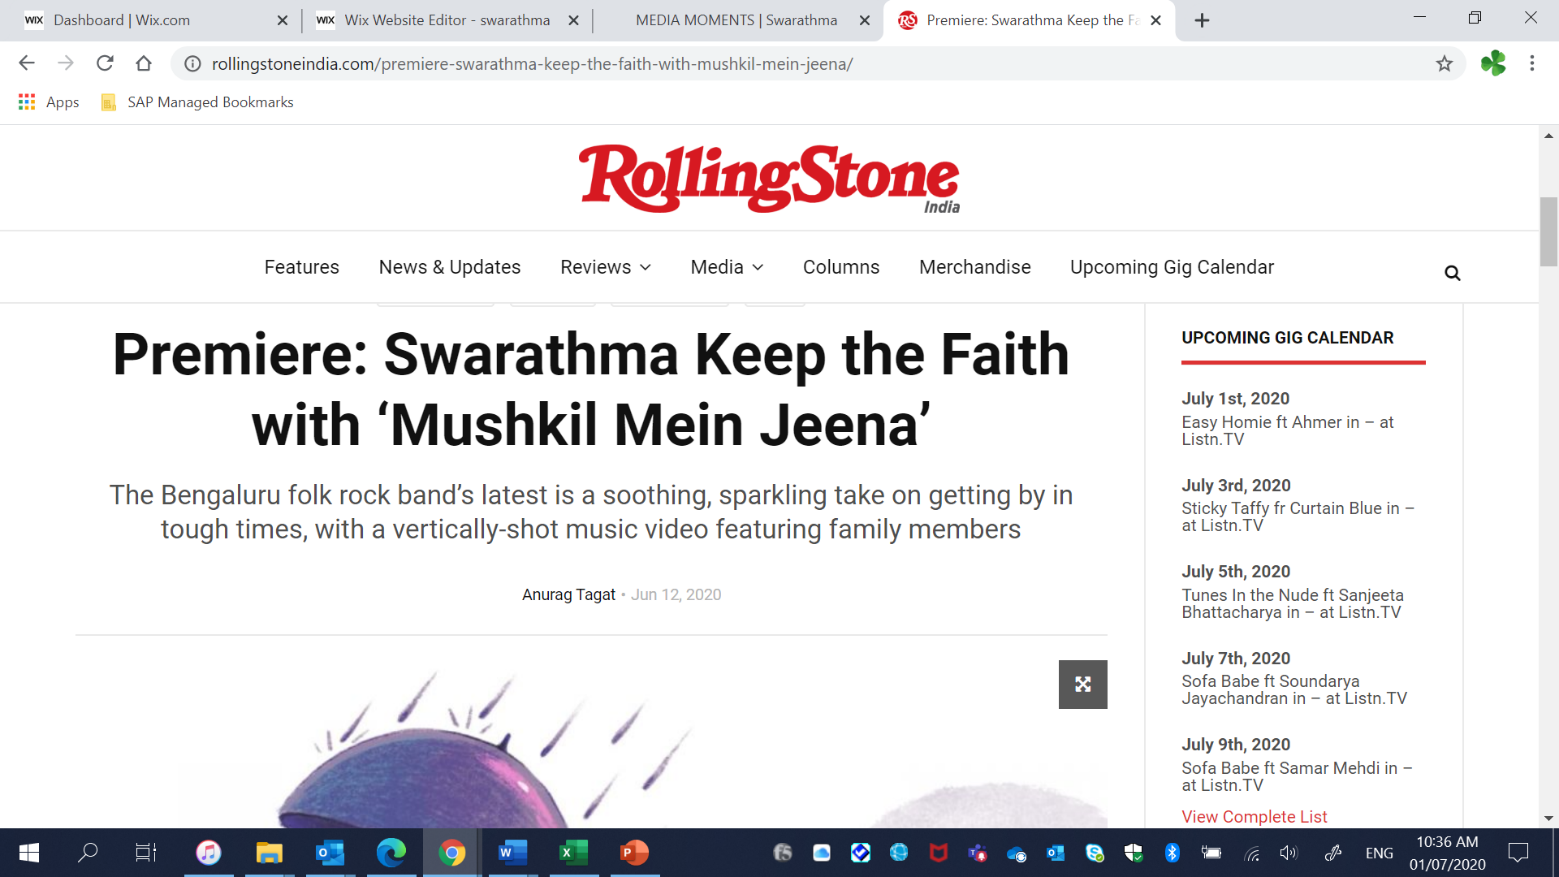 WIX Dashboard | Wix.com
WIX Wix Website Editor - swarathma
MEDIA MOMENTS | Swarathma
RS Premiere: Swarathma Keep the Fa
rollingstoneindia.com/premiere-swarathma-keep-the-faith-with-mushkil-mein-jeena/
Apps
SAP Managed Bookmarks
RollingStone
India
Features
News & Updates
Reviews
Media
Columns
Merchandise
Upcoming Gig Calendar
Premiere: Swarathma Keep the Faith
with ‘Mushkil Mein Jeena’
The Bengaluru folk rock band’s latest is a soothing, sparkling take on getting by in
tough times, with a vertically-shot music video featuring family members
Anurag Tagat • Jun 12, 2020
UPCOMING GIG CALENDAR
July 1st, 2020
Easy Homie ft Ahmer in – at
Listn.TV
July 3rd, 2020
Sticky Taffy fr Curtain Blue in –
at Listn.TV
July 5th, 2020
Tunes In the Nude ft Sanjeeta
Bhattacharya in – at Listn.TV
July 7th, 2020
Sofa Babe ft Soundarya
Jayachandran in – at Listn.TV
July 9th, 2020
Sofa Babe ft Samar Mehdi in –
at Listn.TV
View Complete List
ENG
10:36 AM
01/07/2020